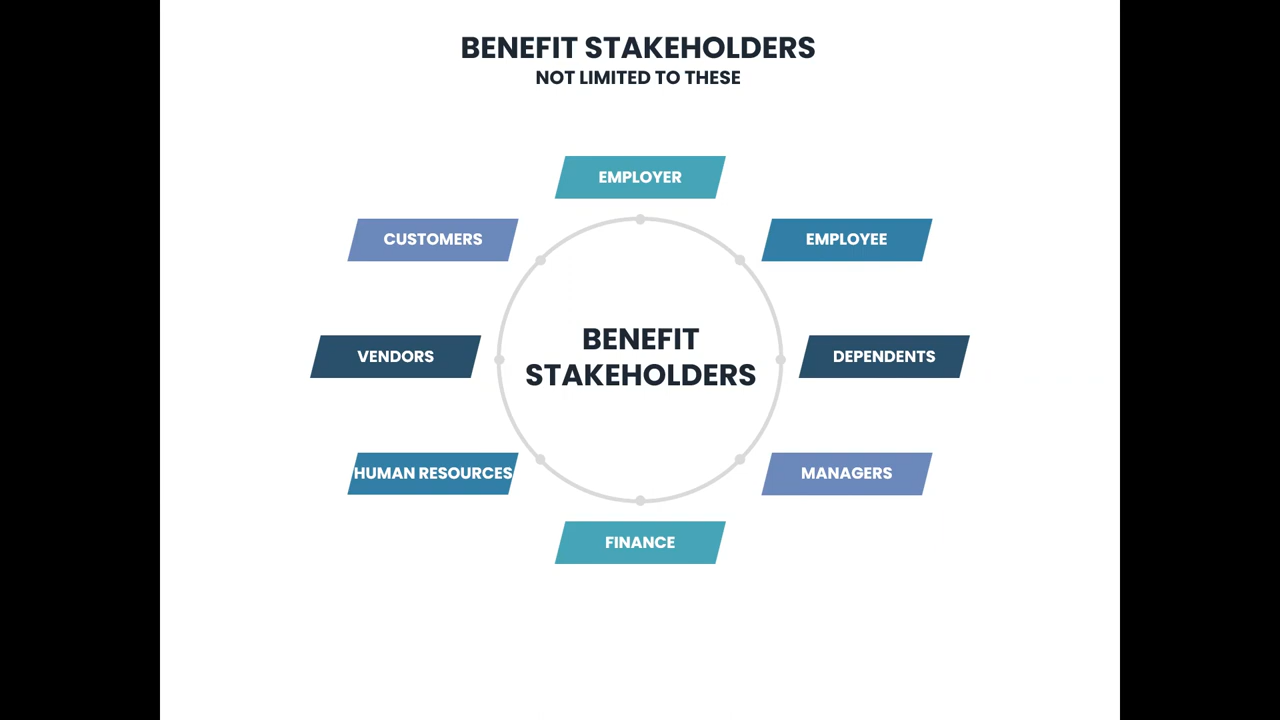 BENEFIT STAKEHOLDERS
NOT LIMITED TO THESE
EMPLOYER
CUSTOMERS
EMPLOYEE
BENEFIT
STAKEHOLDERS
VENDORS
DEPENDENTS
HUMAN RESOURCES
MANAGERS
FINANCE